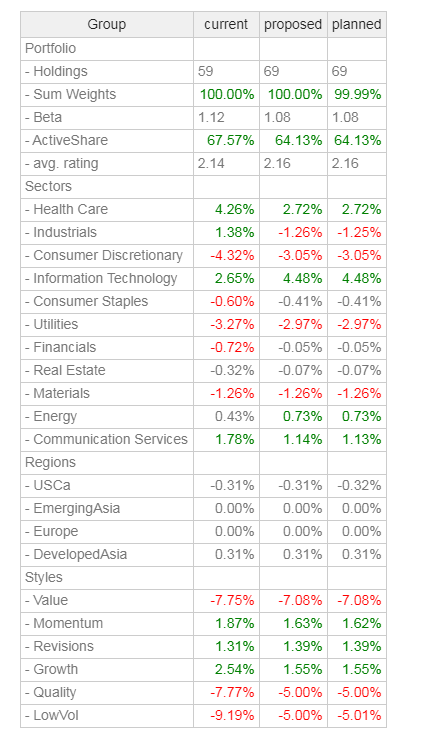 Group current proposed planned
Portfolio
- Holdings 59 69 69
- Sum Weights 100.00% 100.00% 99.99%
- Beta 1.12 1.08 1.08
- ActiveShare 67.57% 64.13% 64.13%
- avg. rating 2.14 2.16 2.16
Sectors
- Health Care 4.26% 2.72% 2.72%
- Industrials 1.38% -1.26% -1.25%
- Consumer Discretionary -4.32% -3.05% -3.05%
- Information Technology 2.65% 4.48% 4.48%
- Consumer Staples -0.60% -0.41% -0.41%
- Utilities -3.27% -2.97% -2.97%
- Financials -0.72% -0.05% -0.05%
- Real Estate -0.32% -0.07% -0.07%
- Materials -1.26% -1.26% -1.26%
- Energy 0.43% 0.73% 0.73%
- Communication Services 1.78% 1.14% 1.13%
Regions
- USCa -0.31% -0.31% -0.32%
- EmergingAsia 0.00% 0.00% 0.00%
- Europe 0.00% 0.00% 0.00%
- DevelopedAsia 0.31% 0.31% 0.31%
Styles
- Value -7.75% -7.08% -7.08%
- Momentum 1.87% 1.63% 1.62%
- Revisions 1.31% 1.39% 1.39%
- Growth 2.54% 1.55% 1.55%
- Quality -7.77% -5.00% -5.00%
- LowVol -9.19% -5.00% -5.01%